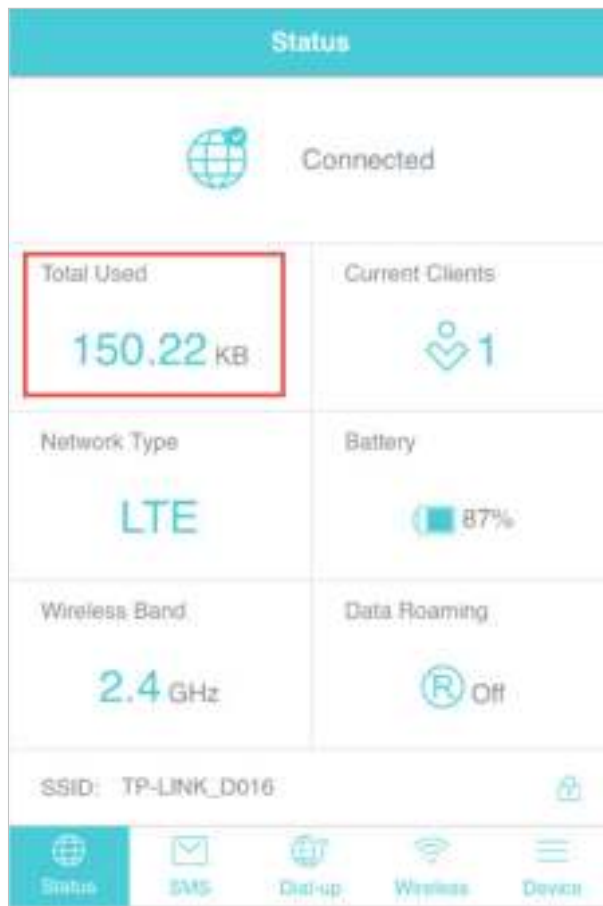 Status
Connected
Total Used
Current Clients
150.22 KB
1
Network Type
Battery
LTE
87%
Wireless Band
Data Roaming
2.4 GHz
R Off
SSID: TP-LINK_D016
Status
SMS
Dial-up
Wireless
Device